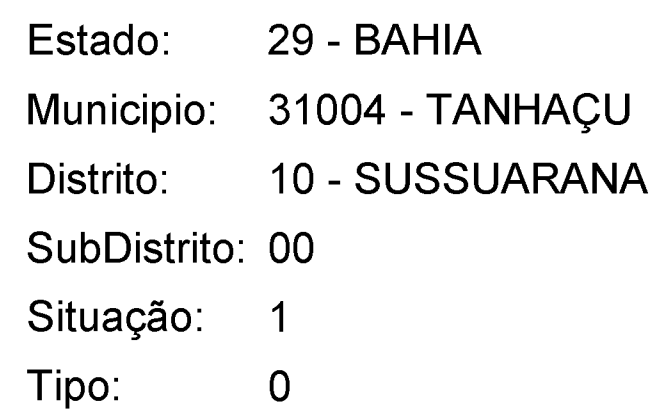 Estado: 29 - BAHIA
Municipio: 31004 - TANHAÇU
Distrito: 10 - SUSSUARANA
SubDistrito: 00
Situação: 1
Tipo: 0